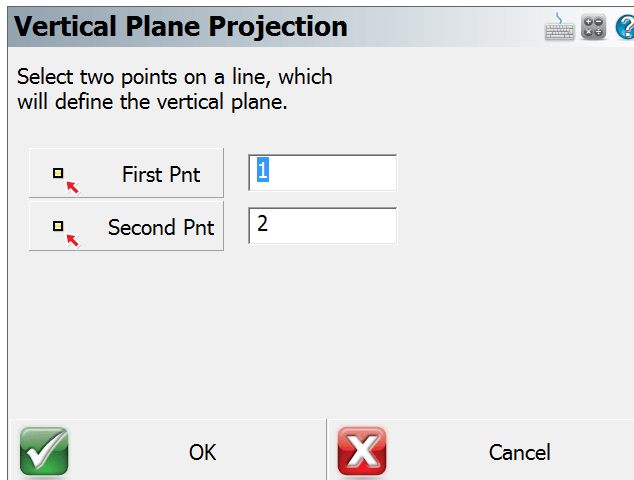 Vertical Plane Projection
Select two points on a line, which
will define the vertical plane.
First Pnt 1
Second Pnt 2
OK Cancel